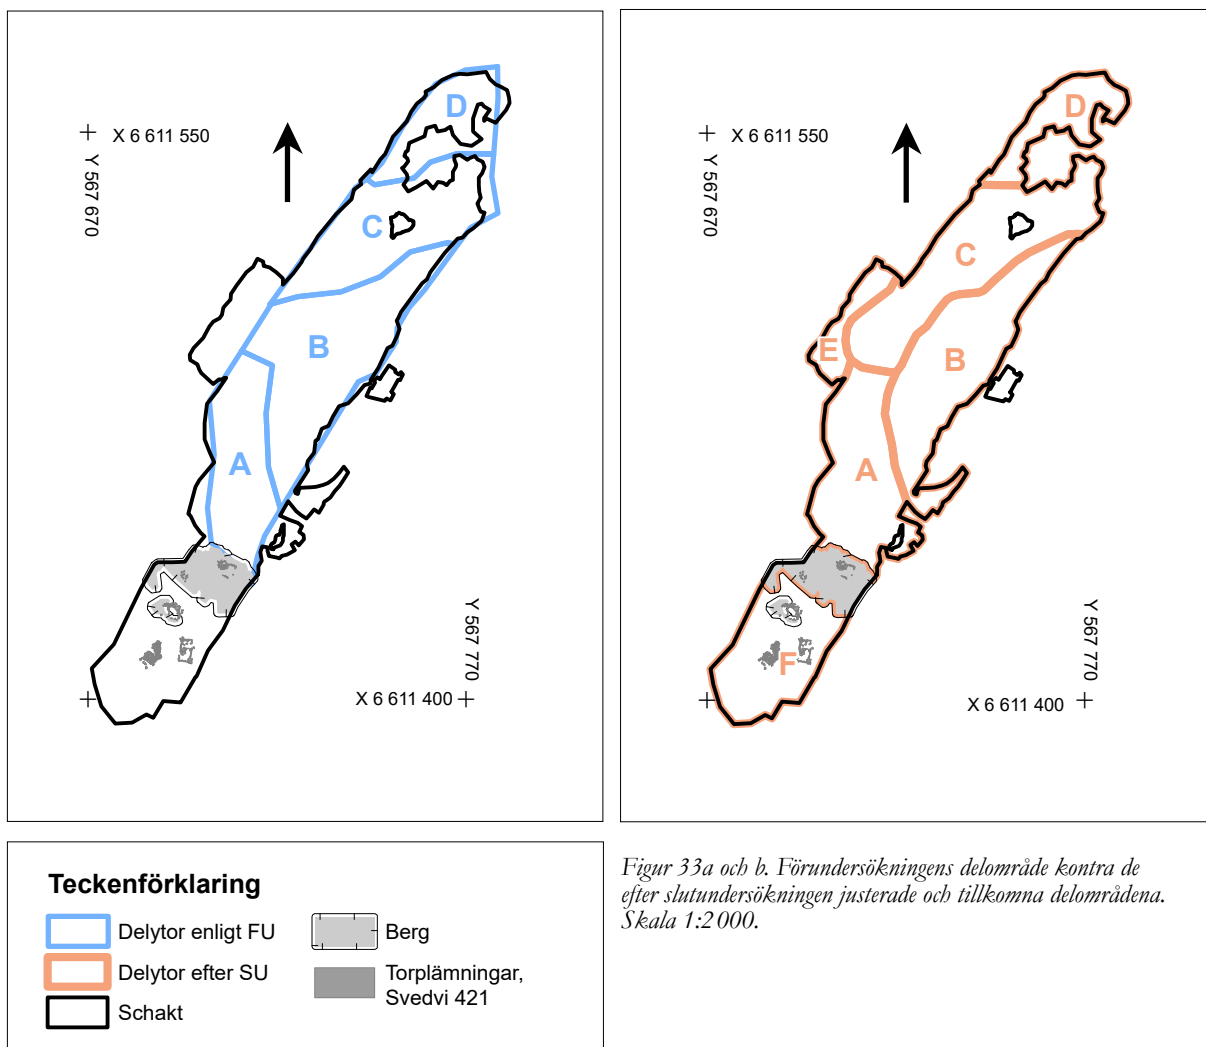 D
X 6 611 550
Y 567 670
C
B
A
Y 567 770
X 6 611 400
D
X 6 611 550
Y 567 670
C
E
B
A
F
Y 567 770
X 6 611 400
Teckenförklaring
Delytor enligt FU
Delytor efter SU
Schakt
Berg
Torplämningar,
Svedvi 421
Figur 33a och b. Förundersökningens delområde kontra de
efter slutundersökningen justerade och tillkomna delområdena.
Skala 1:2 000.